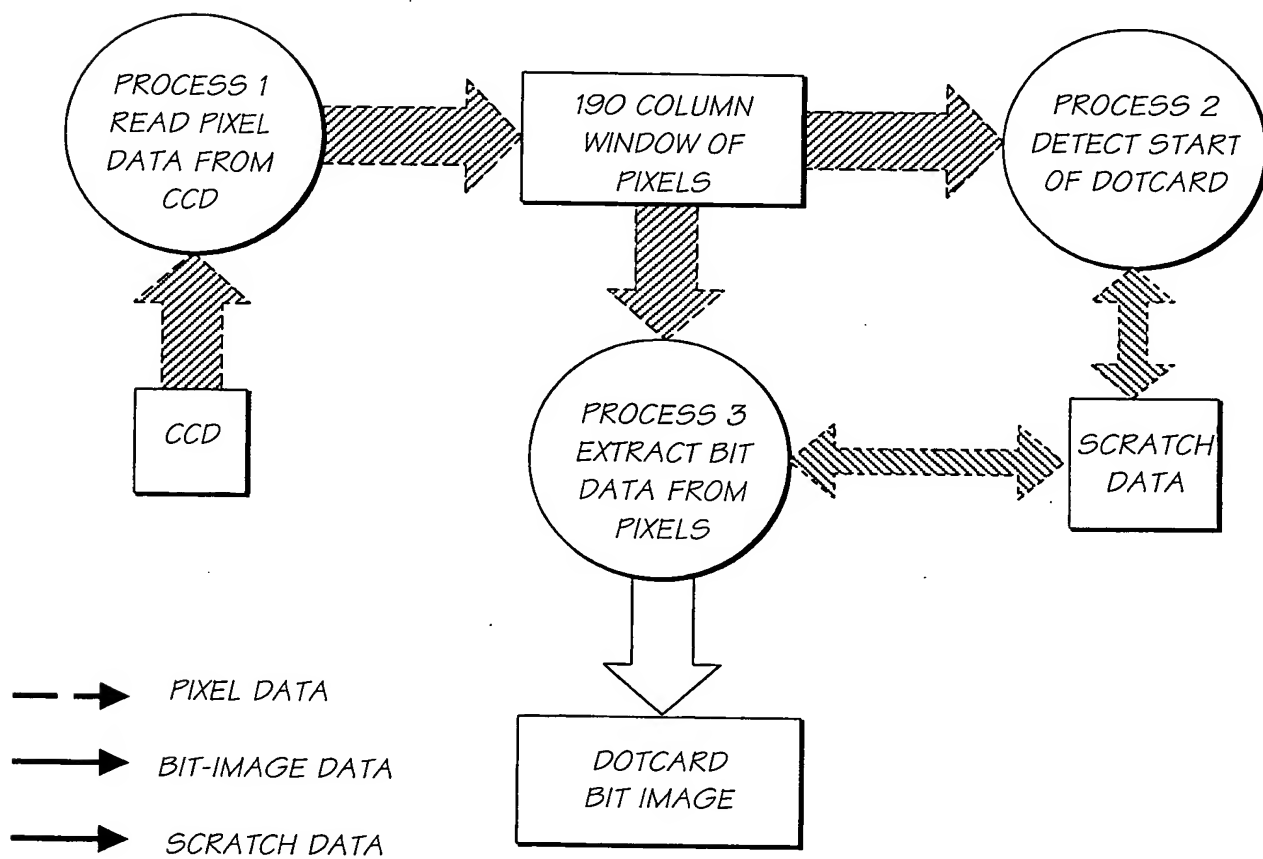 PROCESS 1
READ PIXEL
DATA FROM
CCD
190 COLUMN
WINDOW OF
PIXELS
PROCESS 2
DETECT START
OF DOTCARD
CCD
PROCESS 3
EXTRACT BIT
DATA FROM
PIXELS
SCRATCH
DATA
PIXEL DATA
BIT-IMAGE DATA
SCRATCH DATA
DOTCARD
BIT IMAGE